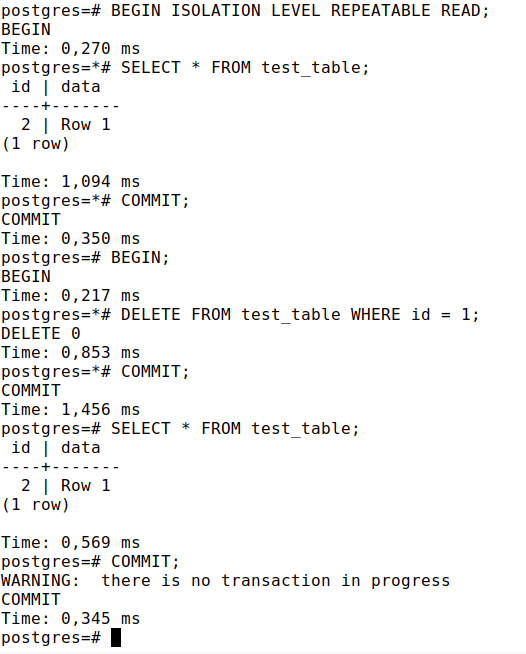 postgres=# BEGIN ISOLATION LEVEL REPEATABLE READ;
BEGIN
Time: 0,270 ms
postgres=*# SELECT * FROM test_table;
 id | data
----+-------
  2 | Row 1
(1 row)

Time: 1,094 ms
postgres=*# COMMIT;
COMMIT
Time: 0,350 ms
postgres=# BEGIN;
BEGIN
Time: 0,217 ms
postgres=*# DELETE FROM test_table WHERE id = 1;
DELETE 0
Time: 0,853 ms
postgres=*# COMMIT;
COMMIT
Time: 1,456 ms
postgres=# SELECT * FROM test_table;
 id | data
----+-------
  2 | Row 1
(1 row)

Time: 0,569 ms
postgres=# COMMIT;
WARNING:  there is no transaction in progress
COMMIT
Time: 0,345 ms
postgres=#